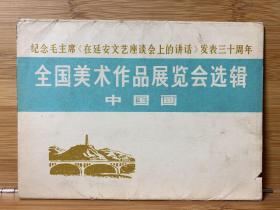 纪念毛主席《在延安文艺座谈会上的讲话》发表三十周年
全国美术作品展览会选辑
中国画